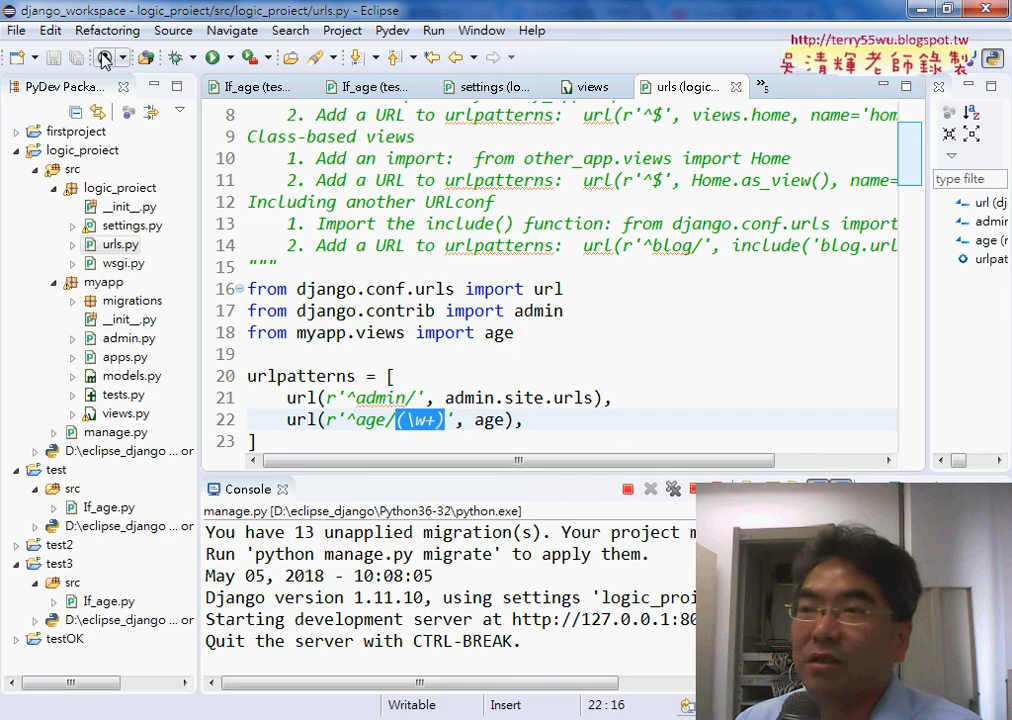 django_workspace - logic_proiect/src/logic_project/urls.py - Eclipse
File Edit Refactoring Source Navigate Search Project Pydev Run Window Help
http://terry55wu.blogspot.tw
吳清輝老師錄製
PyDev Packa...
If_age (tes...
If_age (tes...
settings (lo...
views
urls (logic...
»5
firstproject
logic_proiect
src
logic_project
__init__.py
settings.py
urls.py
wsgi.py
myapp
migrations
__init__.py
admin.py
apps.py
models.py
tests.py
views.py
manage.py
D:\eclipse_django ... or
test
src
If_age.py
D:\eclipse_django ... or
test2
test3
src
If_age.py
D:\eclipse_django ... or
testOK
8 2. Add a URL to urlpatterns: url(r'^$', views.home, name='hom
9 Class-based views
10 1. Add an import: from other_app.views import Home
11 2. Add a URL to urlpatterns: url(r'^$', Home.as_view(), name=
12 Including another URLconf
13 1. Import the include() function: from django.conf.urls import
14 2. Add a URL to urlpatterns: url(r'^blog/', include('blog.url
15 """
16 from django.conf.urls import url
17 from django.contrib import admin
18 from myapp.views import age
19
20 urlpatterns = [
21 url(r'^admin/', admin.site.urls),
22 url(r'^age/(\w+)', age),
23 ]
type filte
url (dj
admir
age (r
urlpat
Console
manage.py [D:\eclipse_django\Python36-32\python.exe]
You have 13 unapplied migration(s). Your project m
Run 'python manage.py migrate' to apply them.
May 05, 2018 - 10:08:05
Django version 1.11.10, using settings 'logic_proi
Starting development server at http://127.0.0.1:80
Quit the server with CTRL-BREAK.
Writable Insert 22 : 16